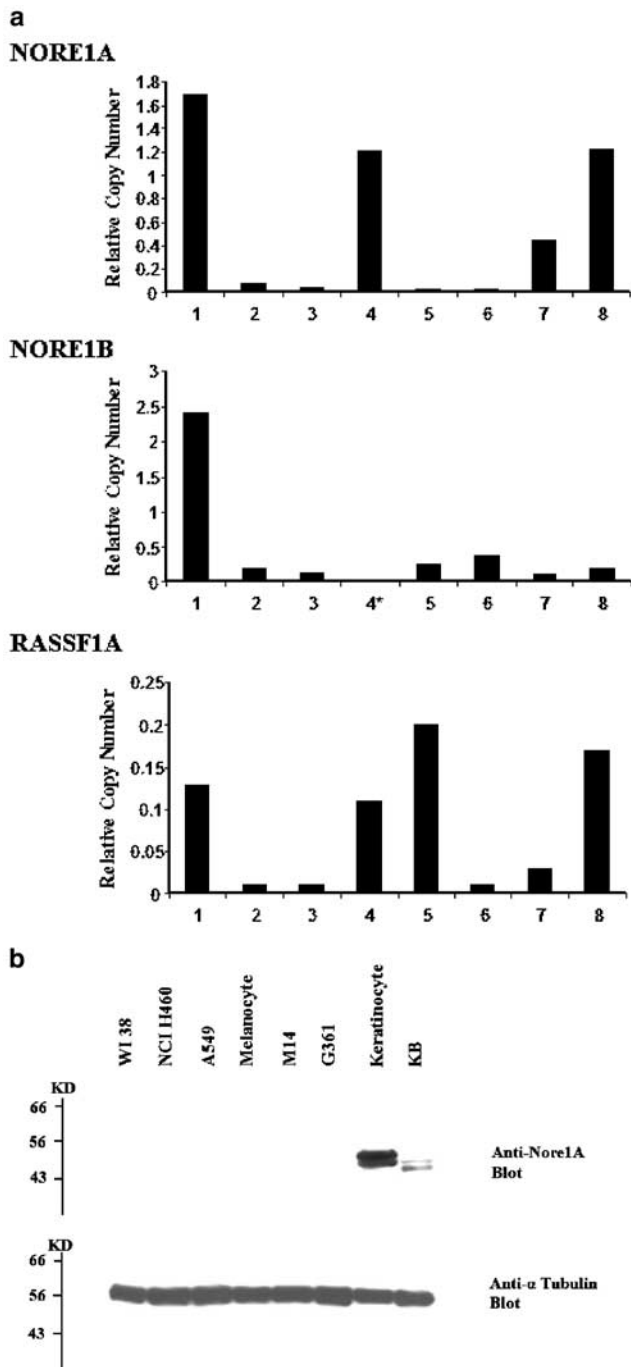 a
NORE1A
Relative Copy Number
1.8
1.6
1.4
1.2
1
0.8
0.6
0.4
0.2
0
1 2 3 4 5 6 7 8
NORE1B
Relative Copy Number
3
2.5
2
1.5
1
0.5
0
1 2 3 4* 5 6 7 8
RASSF1A
Relative Copy Number
0.25
0.2
0.15
0.1
0.05
0
1 2 3 4 5 6 7 8
b
WI 38
NCI H460
A549
Melanocyte
M14
G361
Keratinocyte
KB
KD
66
56
43
Anti-Nore1A
Blot
KD
66
56
43
Anti-α Tubulin
Blot